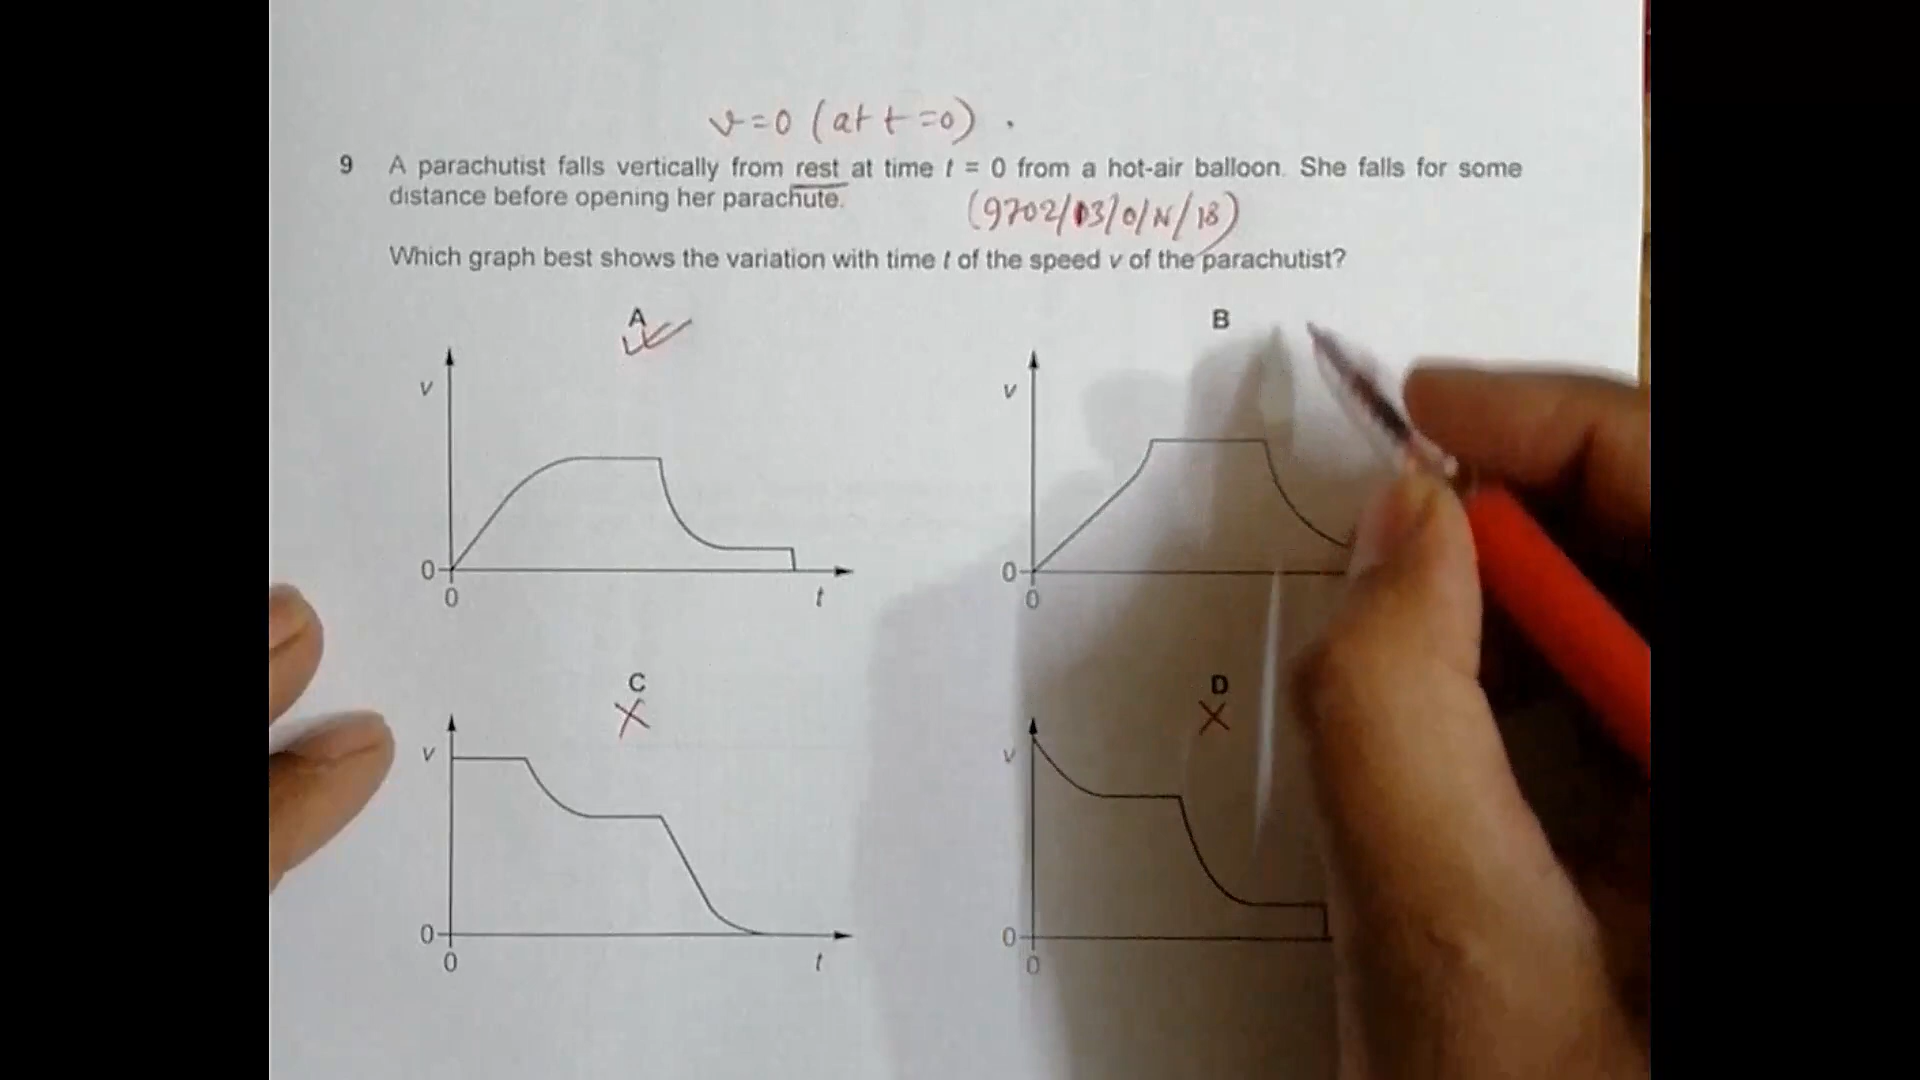 v=0 (at t=0).
9 A parachutist falls vertically from rest at time t = 0 from a hot-air balloon. She falls for some
distance before opening her parachute.
(9702/13/O/N/18)
Which graph best shows the variation with time t of the speed v of the parachutist?
A
B
v
v
0
0
0
t
0
C
D
v
v
0
0
0
t
0